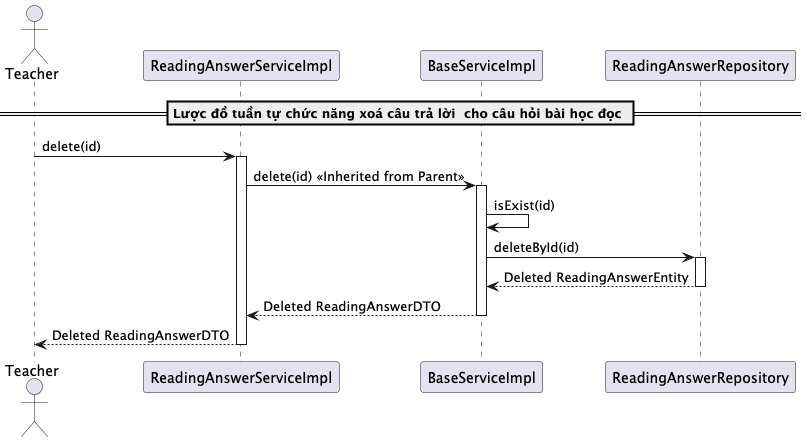 Teacher
ReadingAnswerServiceImpl
BaseServiceImpl
ReadingAnswerRepository
Lược đồ tuần tự chức năng xoá câu trả lời  cho câu hỏi bài học đọc
delete(id)
delete(id) «Inherited from Parent»
isExist(id)
deleteById(id)
Deleted ReadingAnswerEntity
Deleted ReadingAnswerDTO
Deleted ReadingAnswerDTO
Teacher
ReadingAnswerServiceImpl
BaseServiceImpl
ReadingAnswerRepository